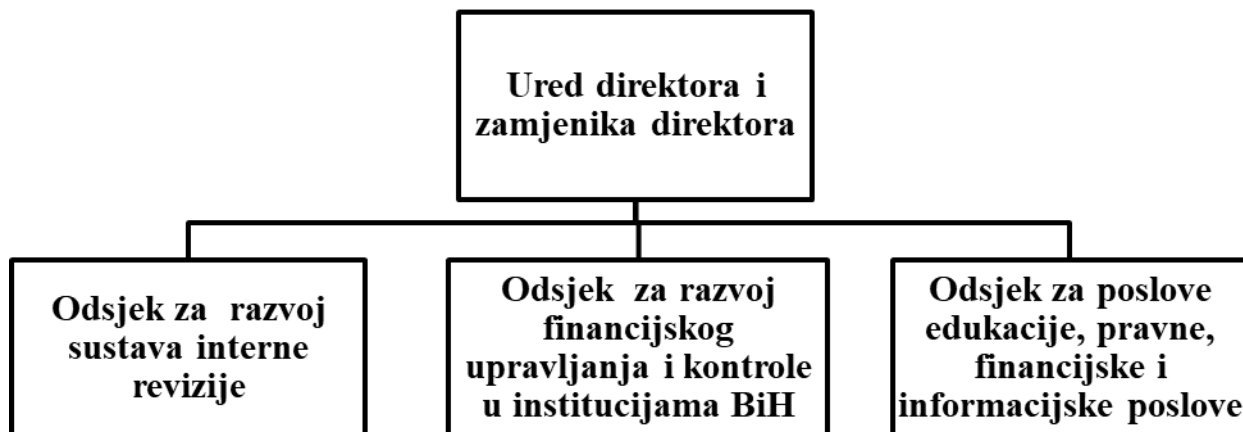 Ured direktora i
zamjenika direktora
Odsjek za razvoj
sustava interne
revizije
Odsjek za razvoj
financijskog
upravljanja i kontrole
u institucijama BiH
Odsjek za poslove
edukacije, pravne,
financijske i
informacijske poslove